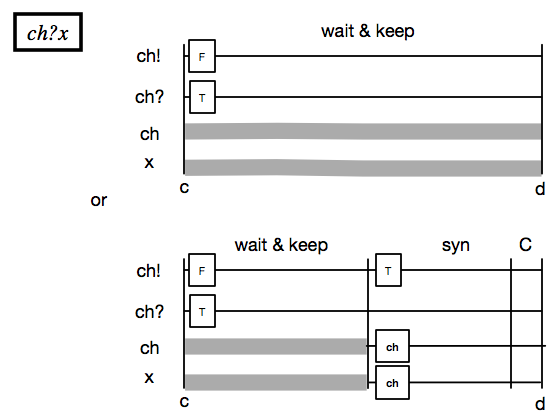 ch?x
wait & keep
ch! F
ch? T
ch
x
c d
or
wait & keep syn C
ch! F T
ch? T
ch ch
x ch
c d